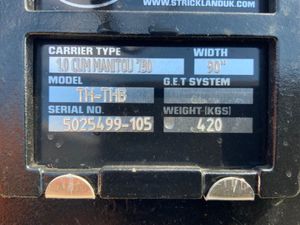 WWW.STRICKLANDUK.COM
CARRIER TYPE WIDTH
1.0 CUM MANITOU '130 90"
MODEL G.E.T SYSTEM
TH-THB
SERIAL NO. WEIGHT (KGS)
5025499-105 420